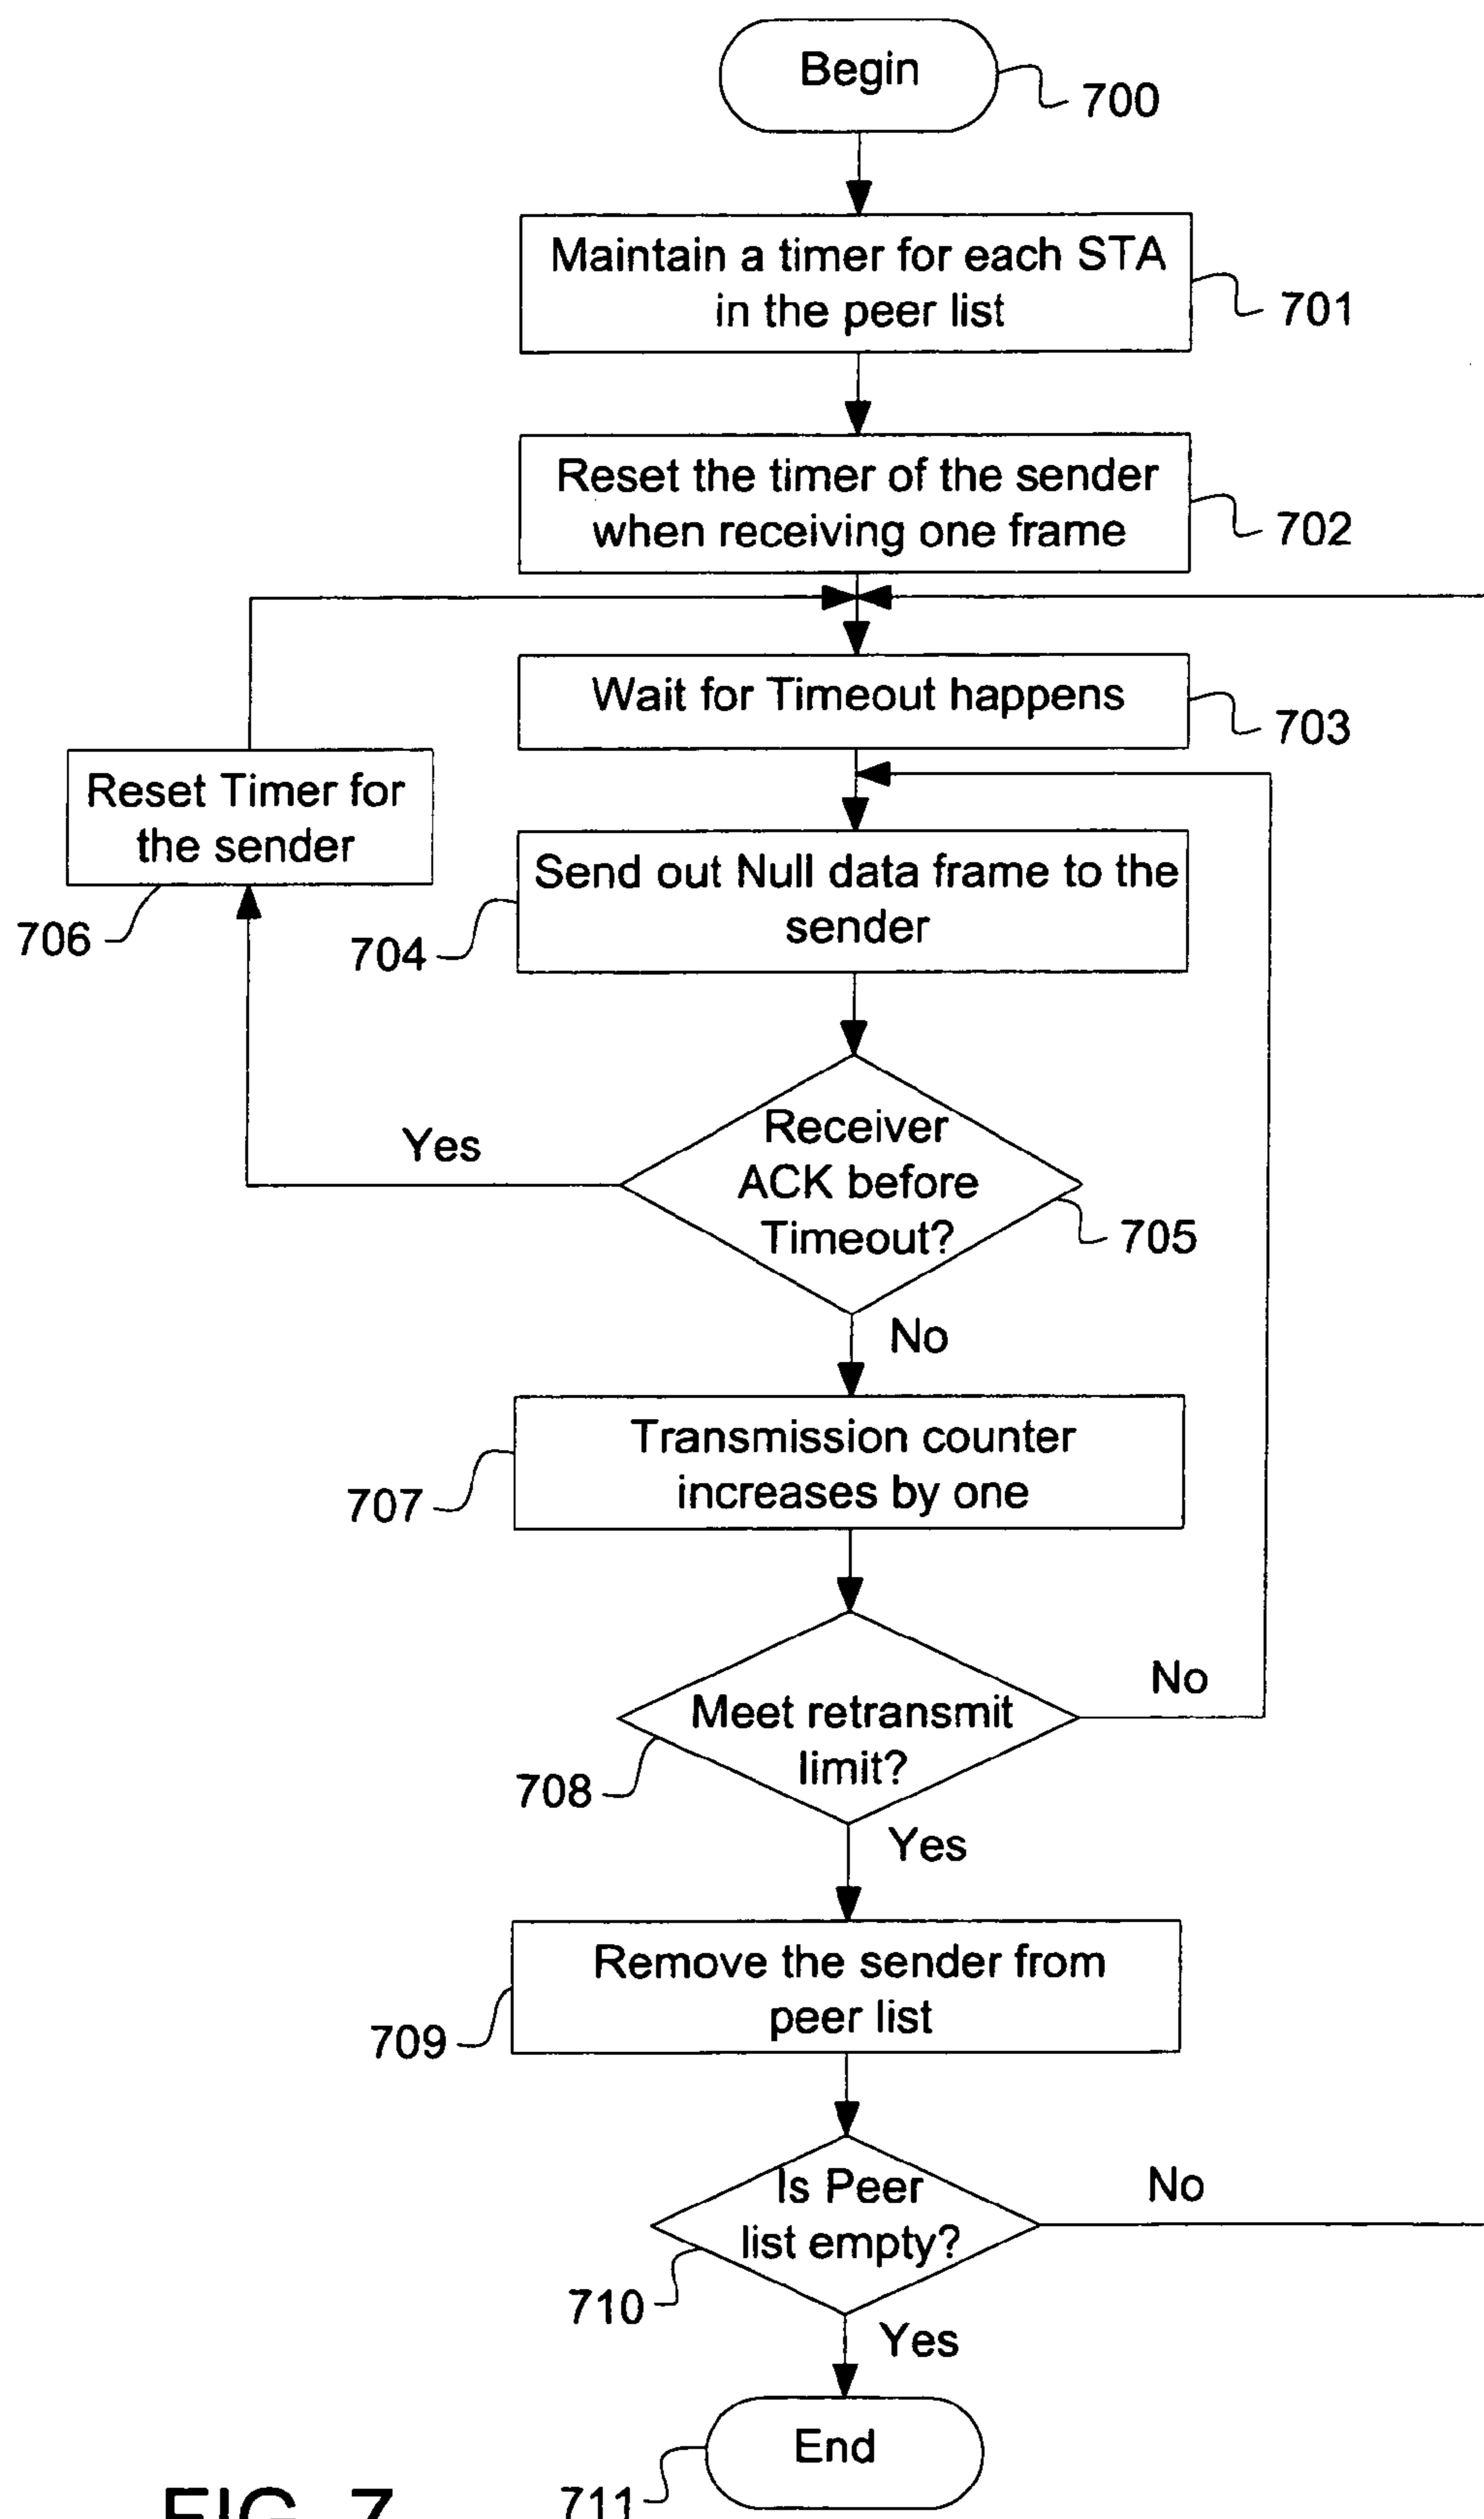 Begin
700
Maintain a timer for each STA
in the peer list
701
Reset the timer of the sender
when receiving one frame
702
Wait for Timeout happens
703
Reset Timer for
the sender
706
Send out Null data frame to the
sender
704
Receiver
ACK before
Timeout?
705
Yes
No
Transmission counter
increases by one
707
Meet retransmit
limit?
708
No
Yes
Remove the sender from
peer list
709
Is Peer
list empty?
710
No
Yes
End
711
FIG. 7